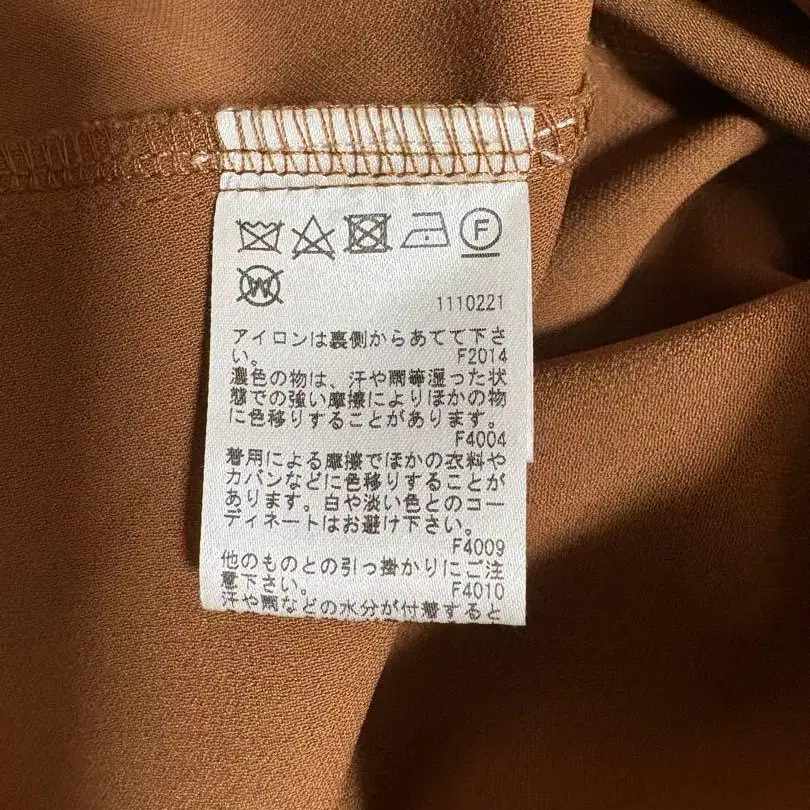 F
W
1110221
アイロンは裏側からあてて下さ
い。
F2014
濃色の物は、汗や雨等湿った状
態での強い摩擦によりほかの物
に色移りすることがあります。
F4004
着用による摩擦でほかの衣料や
カバンなどに色移りすることが
あります。白や淡い色とのコー
ディネートはお避け下さい。
F4009
他のものとの引っ掛かりにご注
意下さい。
F4010
汗や雨などの水分が付着すると